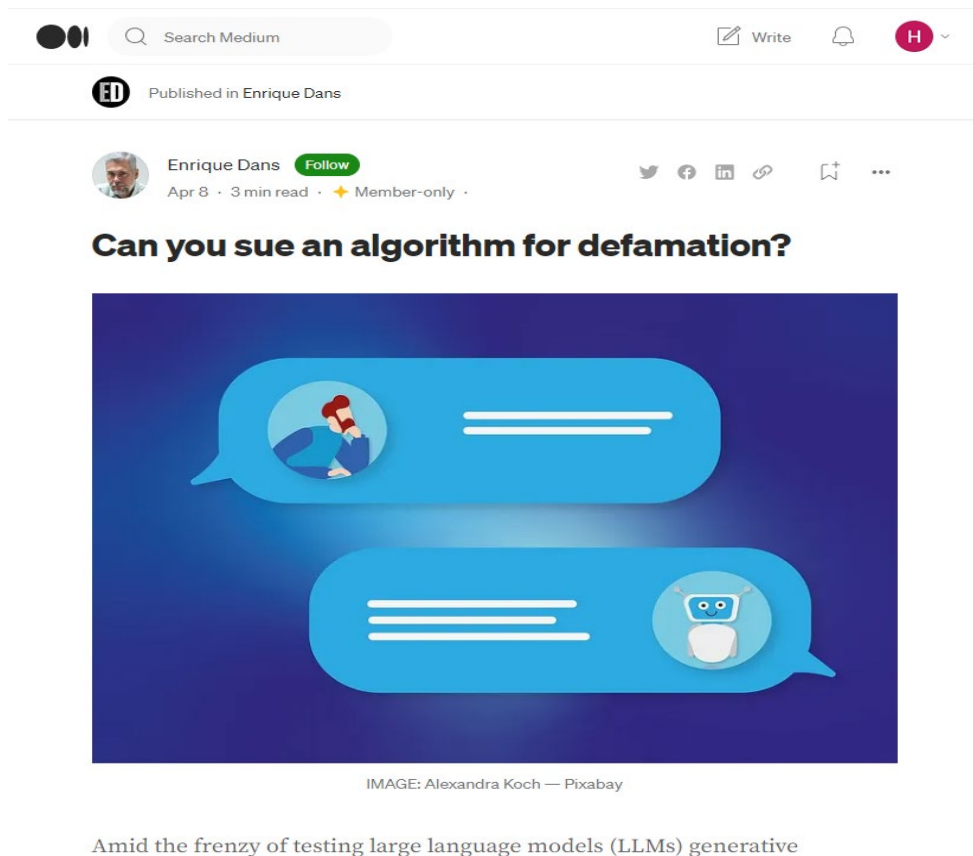 Search Medium
Write
H
ED
Published in Enrique Dans
Enrique Dans Follow
Apr 8 · 3 min read · Member-only ·
Can you sue an algorithm for defamation?
IMAGE: Alexandra Koch — Pixabay
Amid the frenzy of testing large language models (LLMs) generative